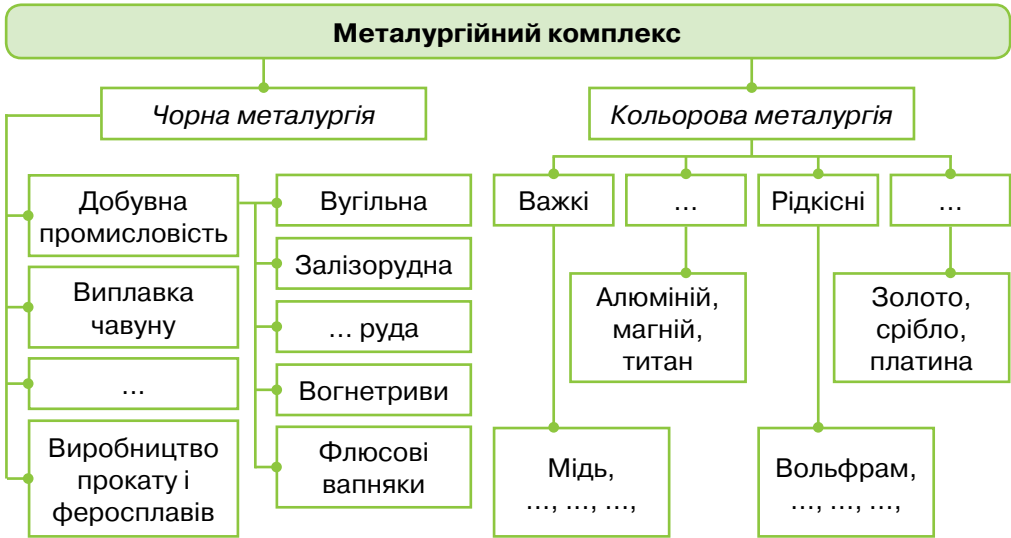 Металургійний комплекс
Чорна металургія
Добувна
промисловість
Виплавка
чавуну
...
Виробництво
прокату і
феросплавів
Вугільна
Залізорудна
... руда
Вогнетриви
Флюсові
вапняки
Кольорова металургія
Важкі
...
Рідкісні
...
Алюміній,
магній,
титан
Золото,
срібло,
платина
Мідь,
..., ..., ...,
Вольфрам,
..., ..., ...,